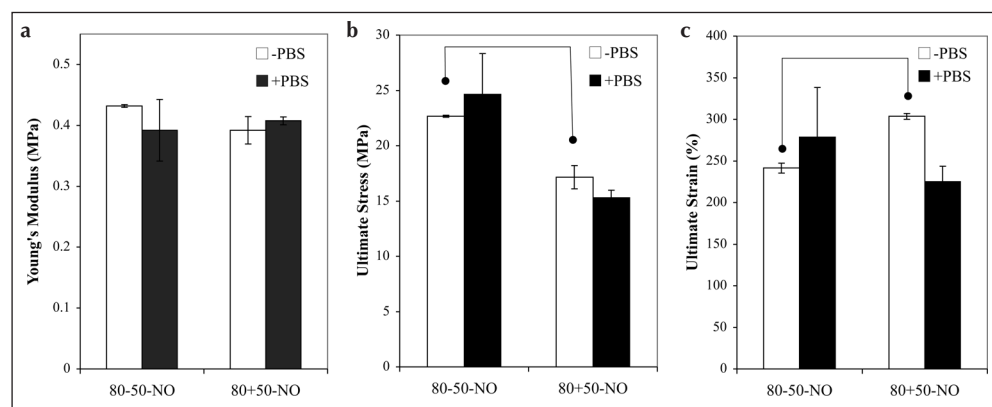 a
Young's Modulus (MPa)
0.5
0.4
0.3
0.2
0.1
0
-PBS
+PBS
80-50-NO
80+50-NO
b
Ultimate Stress (MPa)
30
25
20
15
10
5
0
-PBS
+PBS
80-50-NO
80+50-NO
c
Ultimate Strain (%)
400
350
300
250
200
150
100
50
0
-PBS
+PBS
80-50-NO
80+50-NO